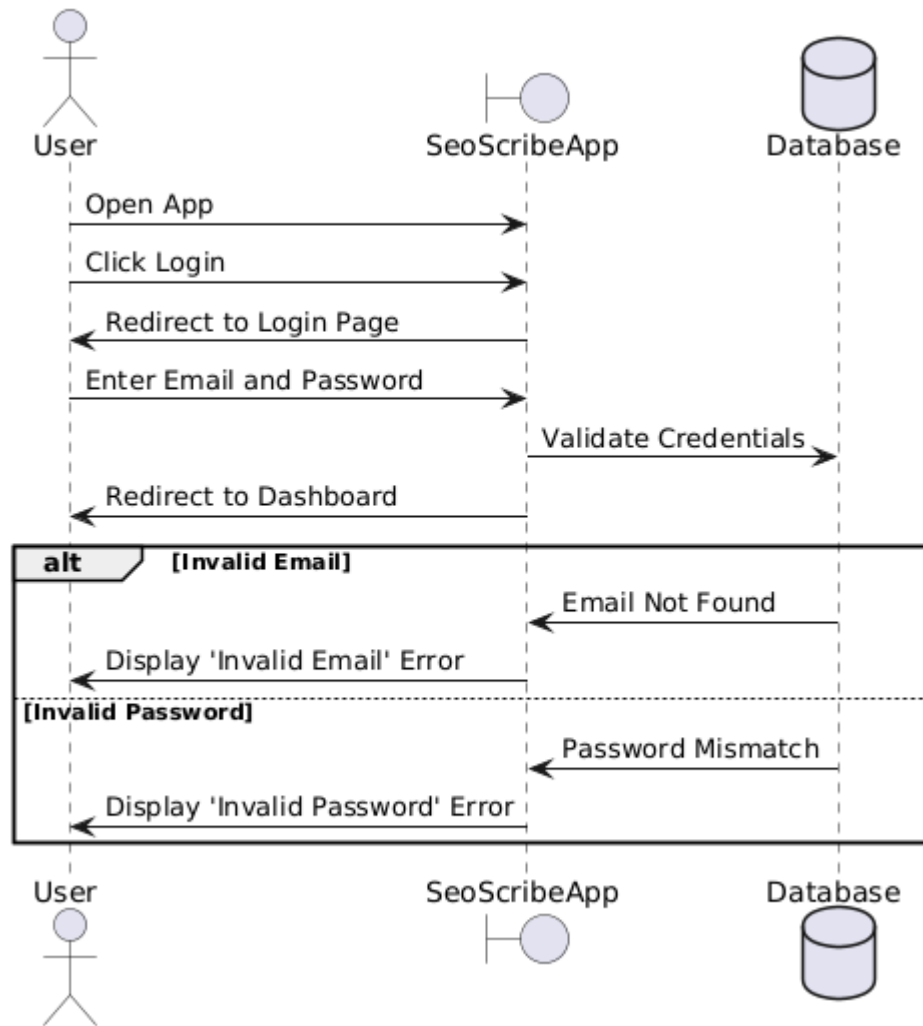 User
SeoScribeApp
Database
Open App
Click Login
Redirect to Login Page
Enter Email and Password
Validate Credentials
Redirect to Dashboard
alt [Invalid Email]
Email Not Found
Display 'Invalid Email' Error
[Invalid Password]
Password Mismatch
Display 'Invalid Password' Error
User
SeoScribeApp
Database